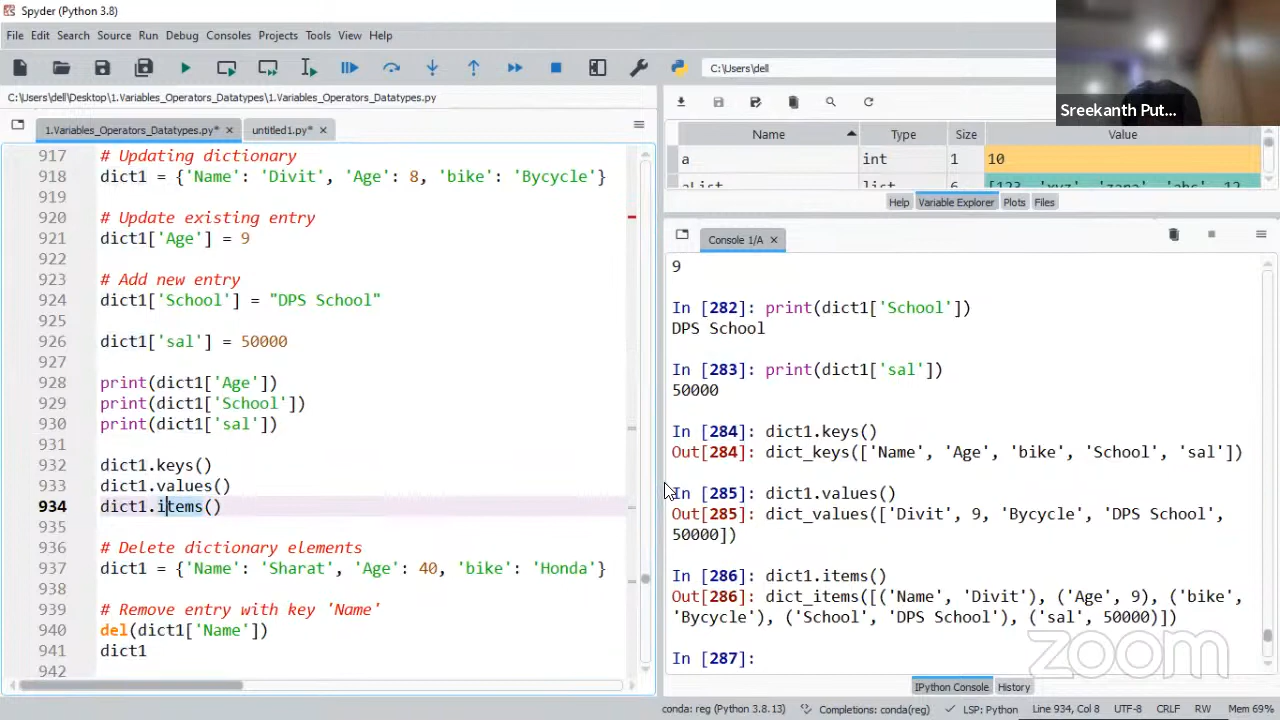 Spyder (Python 3.8)
File Edit Search Source Run Debug Consoles Projects Tools View Help
C:\Users\dell
C:\Users\dell\Desktop\1.Variables_Operators_Datatypes\1.Variables_Operators_Datatypes.py
Sreekanth Put...
1.Variables_Operators_Datatypes.py*
untitled1.py*
917 # Updating dictionary
918 dict1 = {'Name': 'Divit', 'Age': 8, 'bike': 'Bycycle'}
919
920 # Update existing entry
921 dict1['Age'] = 9
922
923 # Add new entry
924 dict1['School'] = "DPS School"
925
926 dict1['sal'] = 50000
927
928 print(dict1['Age'])
929 print(dict1['School'])
930 print(dict1['sal'])
931
932 dict1.keys()
933 dict1.values()
934 dict1.items()
935
936 # Delete dictionary elements
937 dict1 = {'Name': 'Sharat', 'Age': 40, 'bike': 'Honda'}
938
939 # Remove entry with key 'Name'
940 del(dict1['Name'])
941 dict1
942
Name Type Size Value
a int 1 10
aList list 6 [123, 'xyz', 'zara', 'abc', 12
Help Variable Explorer Plots Files
Console 1/A
9
In [282]: print(dict1['School'])
DPS School
In [283]: print(dict1['sal'])
50000
In [284]: dict1.keys()
Out[284]: dict_keys(['Name', 'Age', 'bike', 'School', 'sal'])
In [285]: dict1.values()
Out[285]: dict_values(['Divit', 9, 'Bycycle', 'DPS School',
50000])
In [286]: dict1.items()
Out[286]: dict_items([('Name', 'Divit'), ('Age', 9), ('bike',
'Bycycle'), ('School', 'DPS School'), ('sal', 50000)])
In [287]:
zoom
IPython Console History
conda: reg (Python 3.8.13) Completions: conda(reg) LSP: Python Line 934, Col 8 UTF-8 CRLF RW Mem 69%